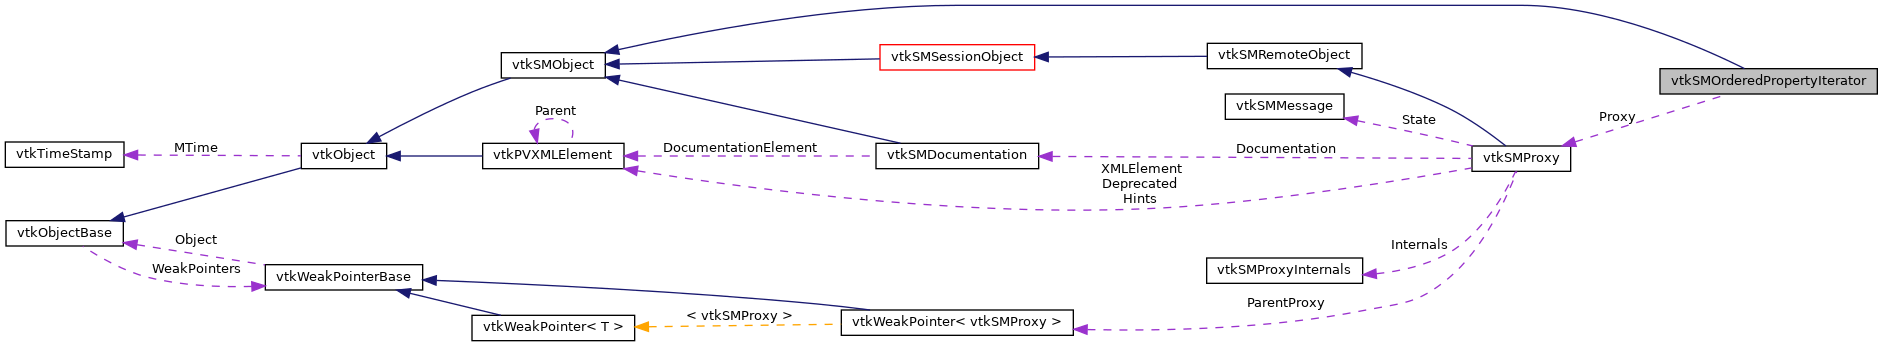 vtkSMObject
vtkSMSessionObject
vtkSMRemoteObject
vtkSMOrderedPropertyIterator
vtkSMMessage
State
Proxy
Parent
vtkTimeStamp
MTime
vtkObject
vtkPVXMLElement
DocumentationElement
vtkSMDocumentation
Documentation
vtkSMProxy
XMLElement
Deprecated
Hints
vtkObjectBase
Object
WeakPointers
vtkWeakPointerBase
Internals
vtkSMProxyInternals
ParentProxy
vtkWeakPointer< T >
< vtkSMProxy >
vtkWeakPointer< vtkSMProxy >